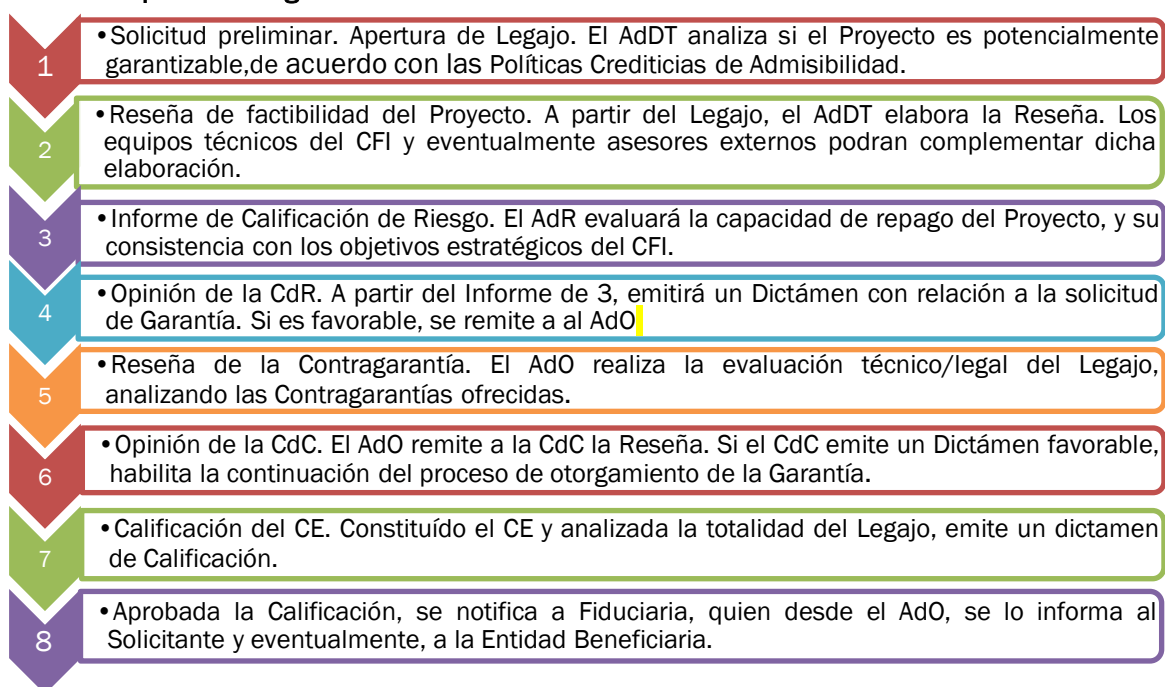 1
•Solicitud preliminar. Apertura de Legajo. El AdDT analiza si el Proyecto es potencialmente
garantizable,de acuerdo con las Políticas Crediticias de Admisibilidad.
2
•Reseña de factibilidad del Proyecto. A partir del Legajo, el AdDT elabora la Reseña. Los
equipos técnicos del CFI y eventualmente asesores externos podran complementar dicha
elaboración.
3
•Informe de Calificación de Riesgo. El AdR evaluará la capacidad de repago del Proyecto, y su
consistencia con los objetivos estratégicos del CFI.
4
•Opinión de la CdR. A partir del Informe de 3, emitirá un Dictámen con relación a la solicitud
de Garantía. Si es favorable, se remite a al AdO
5
•Reseña de la Contragarantía. El AdO realiza la evaluación técnico/legal del Legajo,
analizando las Contragarantías ofrecidas.
6
•Opinión de la CdC. El AdO remite a la CdC la Reseña. Si el CdC emite un Dictámen favorable,
habilita la continuación del proceso de otorgamiento de la Garantía.
7
•Calificación del CE. Constituído el CE y analizada la totalidad del Legajo, emite un dictamen
de Calificación.
8
•Aprobada la Calificación, se notifica a Fiduciaria, quien desde el AdO, se lo informa al
Solicitante y eventualmente, a la Entidad Beneficiaria.